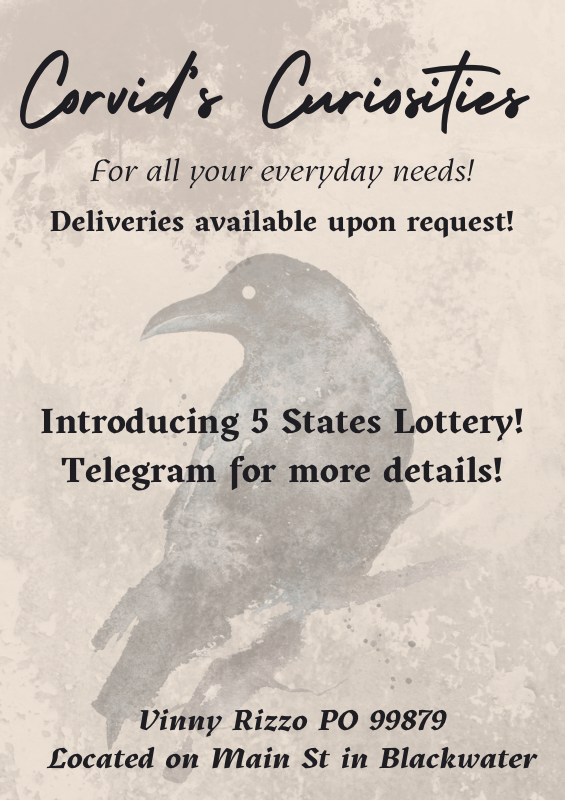 Corvid's Curiosities
For all your everyday needs!
Deliveries available upon request!
Introducing 5 States Lottery!
Telegram for more details!
Vinny Rizzo PO 99879
Located on Main St in Blackwater